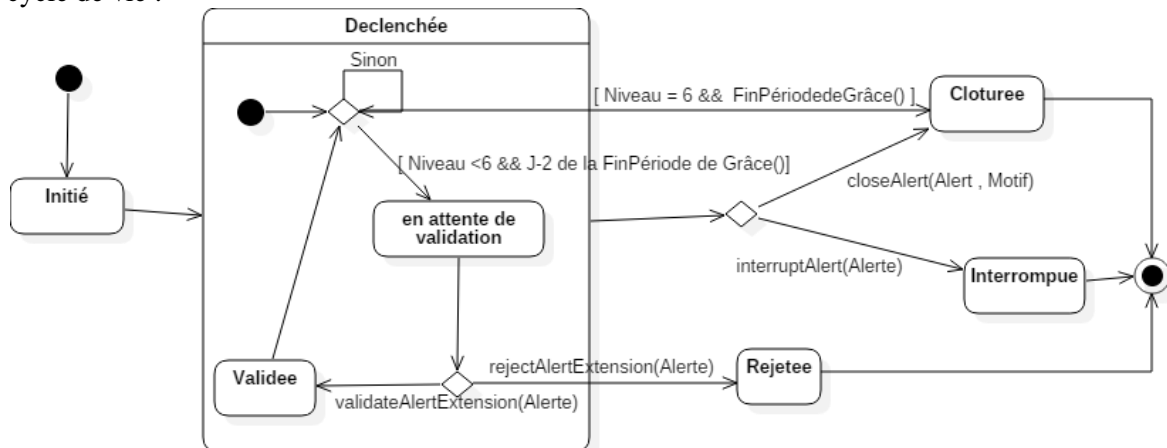 cycle de vie :
Declenchée
Sinon
[ Niveau = 6 && FinPériodedeGrâce() ]
Cloturee
[ Niveau <6 && J-2 de la FinPériode de Grâce()]
Initié
closeAlert(Alert , Motif)
en attente de
validation
interruptAlert(Alerte)
Interrompue
rejectAlertExtension(Alerte)
Rejetee
Validee
validateAlertExtension(Alerte)